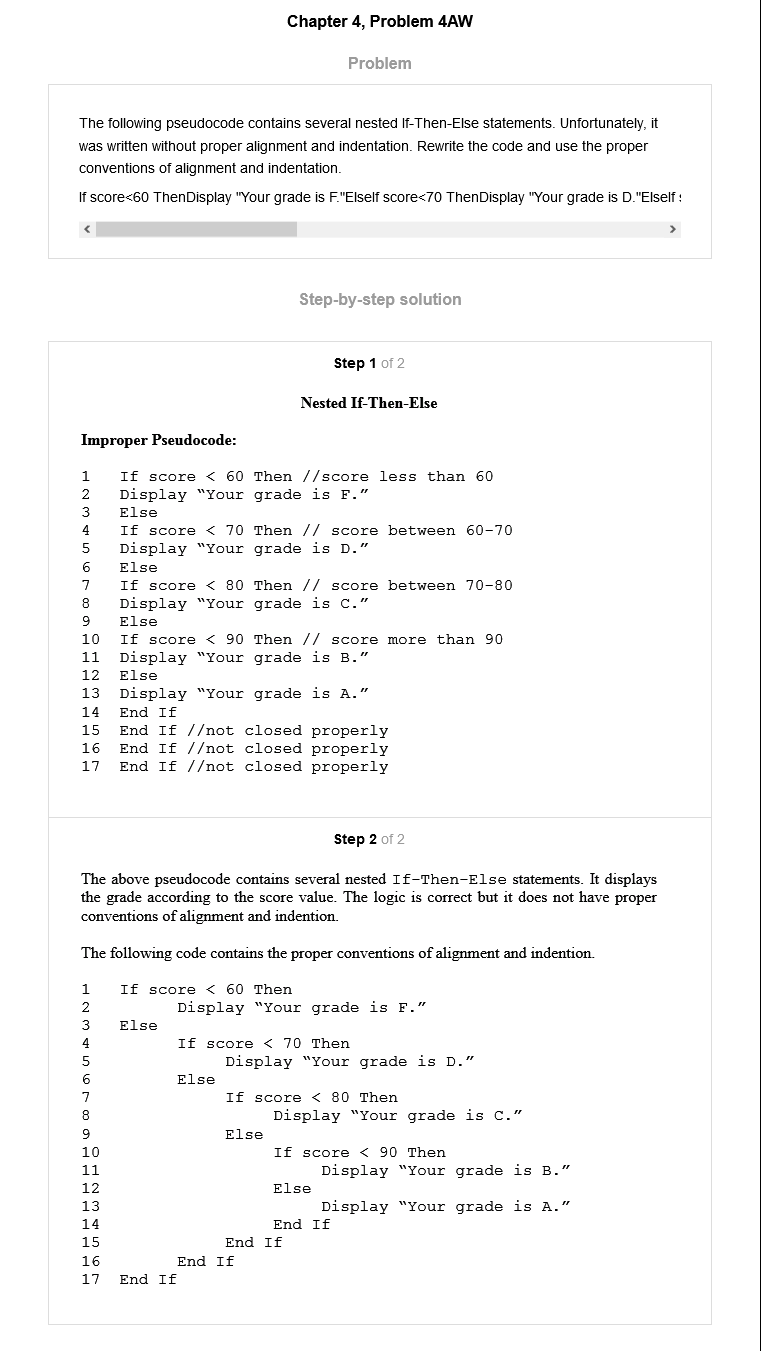 Chapter 4, Problem 4AW
Problem
The following pseudocode contains several nested If-Then-Else statements. Unfortunately, it
was written without proper alignment and indentation. Rewrite the code and use the proper
conventions of alignment and indentation.
If score<60 ThenDisplay "Your grade is F."Elself score<70 ThenDisplay "Your grade is D."Elself
Step-by-step solution
Step 1 of 2
Nested If-Then-Else
Improper Pseudocode:
1 If score < 60 Then //score less than 60
2 Display “Your grade is F.”
3 Else
4 If score < 70 Then // score between 60-70
5 Display “Your grade is D.”
6 Else
7 If score < 80 Then // score between 70-80
8 Display “Your grade is C.”
9 Else
10 If score < 90 Then // score more than 90
11 Display “Your grade is B.”
12 Else
13 Display “Your grade is A.”
14 End If
15 End If //not closed properly
16 End If //not closed properly
17 End If //not closed properly
Step 2 of 2
The above pseudocode contains several nested If-Then-Else statements. It displays
the grade according to the score value. The logic is correct but it does not have proper
conventions of alignment and indention.
The following code contains the proper conventions of alignment and indention.
1 If score < 60 Then
2 Display “Your grade is F.”
3 Else
4 If score < 70 Then
5 Display “Your grade is D.”
6 Else
7 If score < 80 Then
8 Display “Your grade is C.”
9 Else
10 If score < 90 Then
11 Display “Your grade is B.”
12 Else
13 Display “Your grade is A.”
14 End If
15 End If
16 End If
17 End If